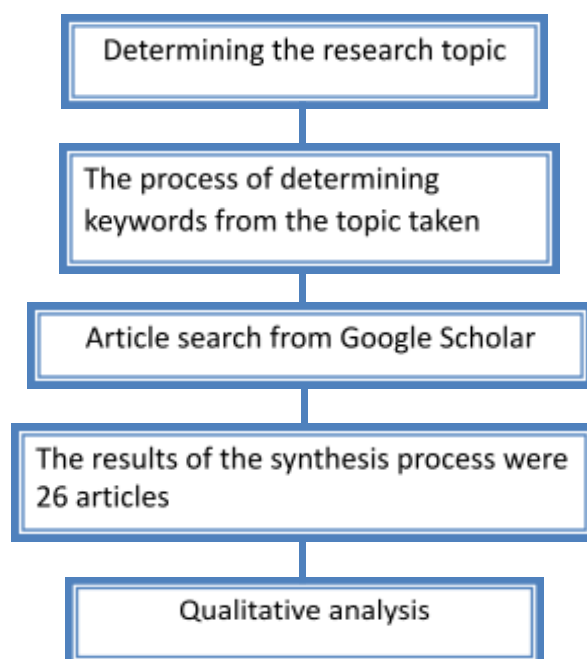 Determining the research topic
The process of determining
keywords from the topic taken
Article search from Google Scholar
The results of the synthesis process were
26 articles
Qualitative analysis